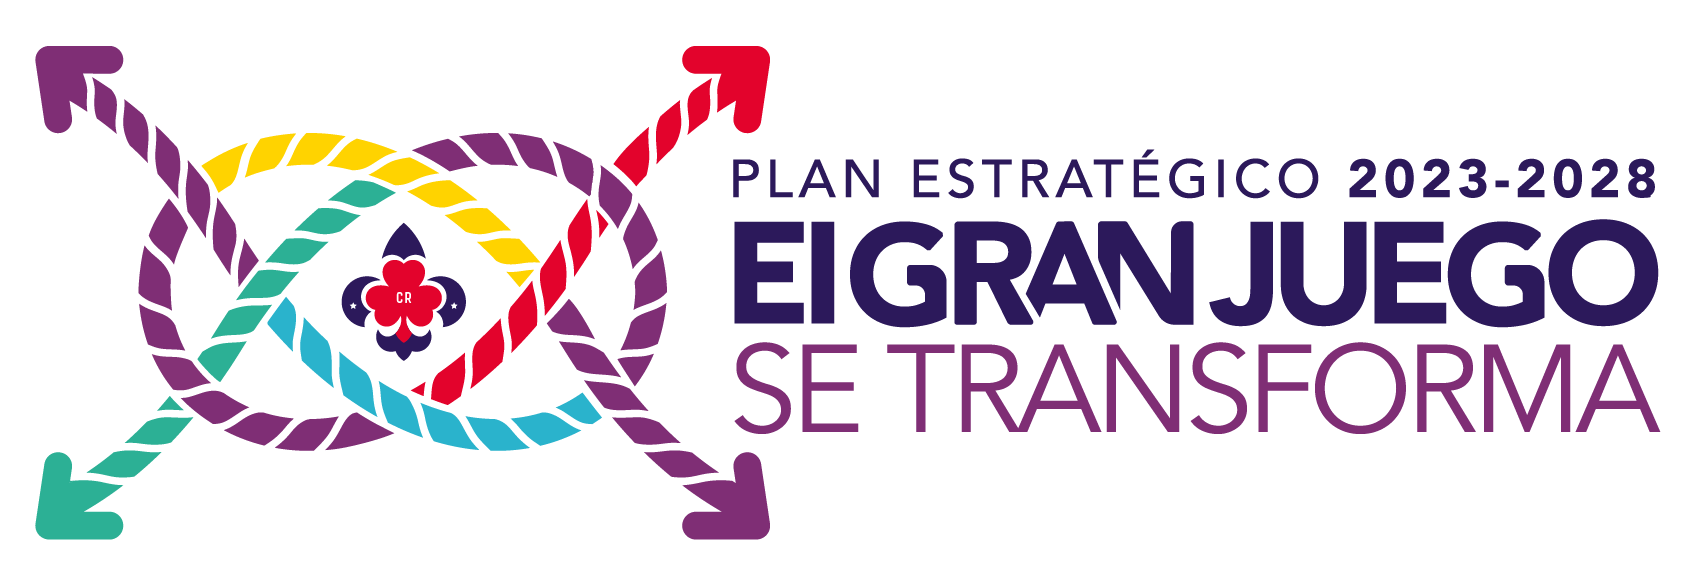 CR
PLAN ESTRATÉGICO 2023-2028
El GRAN JUEGO
SE TRANSFORMA